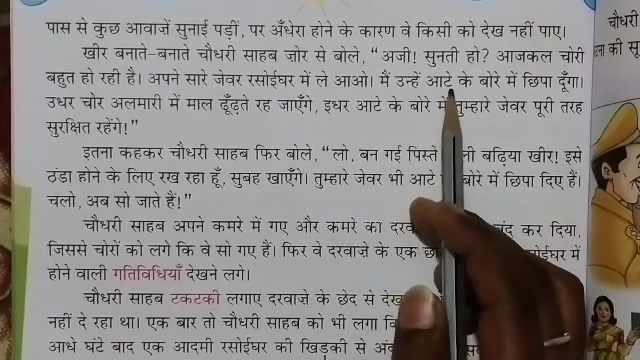 पास से कुछ आवाजें सुनाई पड़ीं, पर अँधेरा होने के कारण वे किसी को देख नहीं पाए।
खीर बनाते-बनाते चौधरी साहब ज़ोर से बोले, “अजी! सुनती हो? आजकल चोरी
बहुत हो रही है। अपने सारे जेवर रसोईघर में ले आओ। मैं उन्हें आटे के बोरे में छिपा दूँगा।
उधर चोर अलमारी में माल ढूँढ़ते रह जाएँगे, इधर आटे के बोरे में तुम्हारे जेवर पूरी तरह
सुरक्षित रहेंगे!”
इतना कहकर चौधरी साहब फिर बोले, “लो, बन गई पिस्ते बढ़िया खीर! इसे
ठंडा होने के लिए रख रहा हूँ, सुबह खाएँगे। तुम्हारे जेवर भी आटे बोरे में छिपा दिए हैं।
चलो, अब सो जाते हैं!”
चौधरी साहब अपने कमरे में गए और कमरे का बंद कर दिया,
जिससे चोरों को लगे कि वे सो गए हैं। फिर वे दरवाजे के एक में
होने वाली गतिविधियाँ देखने लगे।
चौधरी साहब टकटकी लगाए दरवाजे के छेद से
नहीं दे रहा था। एक बार तो चौधरी साहब को भी लगा
आधे घंटे बाद एक आदमी रसोईघर की खिड़की से
चौधरी
की सू